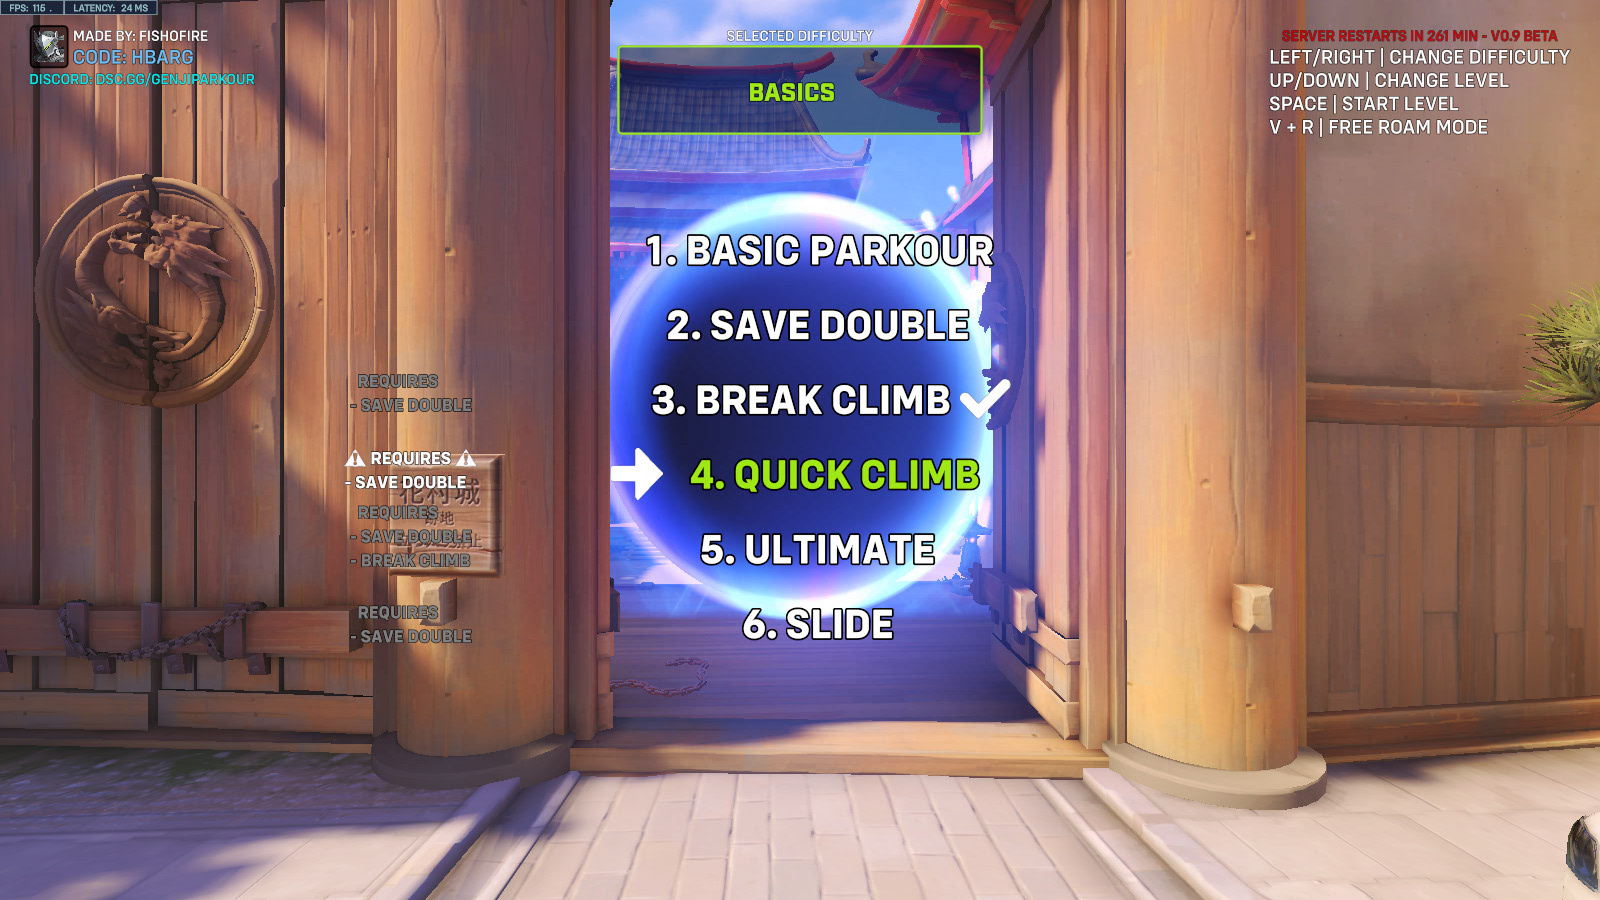 FPS: 115 .
LATENCY: 24 MS
MADE BY: FISHOFIRE
CODE: HBARG
DISCORD: DSC.GG/GENJIPARKOUR
SELECTED DIFFICULTY
BASICS
SERVER RESTARTS IN 261 MIN - V0.9 BETA
LEFT/RIGHT | CHANGE DIFFICULTY
UP/DOWN | CHANGE LEVEL
SPACE | START LEVEL
V + R | FREE ROAM MODE
1. BASIC PARKOUR
2. SAVE DOUBLE
3. BREAK CLIMB
4. QUICK CLIMB
5. ULTIMATE
6. SLIDE
REQUIRES
- SAVE DOUBLE
REQUIRES
- SAVE DOUBLE
花村城
REQUIRES
- SAVE DOUBLE
- BREAK CLIMB
REQUIRES
- SAVE DOUBLE